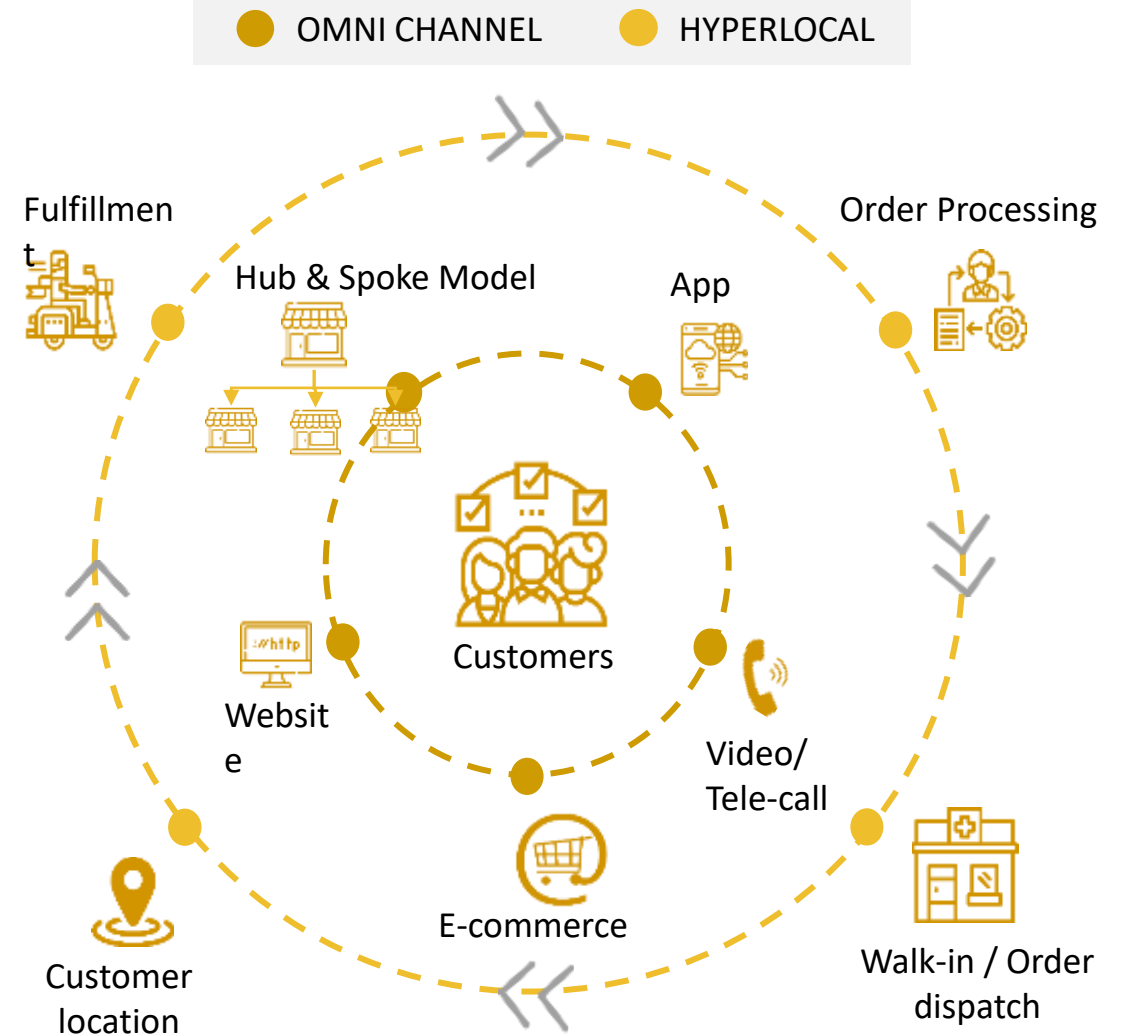 OMNI CHANNEL
HYPERLOCAL
Fulfillmen
t
Order Processing
Hub & Spoke Model
App
://http
Customers
Websit
e
Video/
Tele-call
E-commerce
Customer
location
Walk-in / Order
dispatch